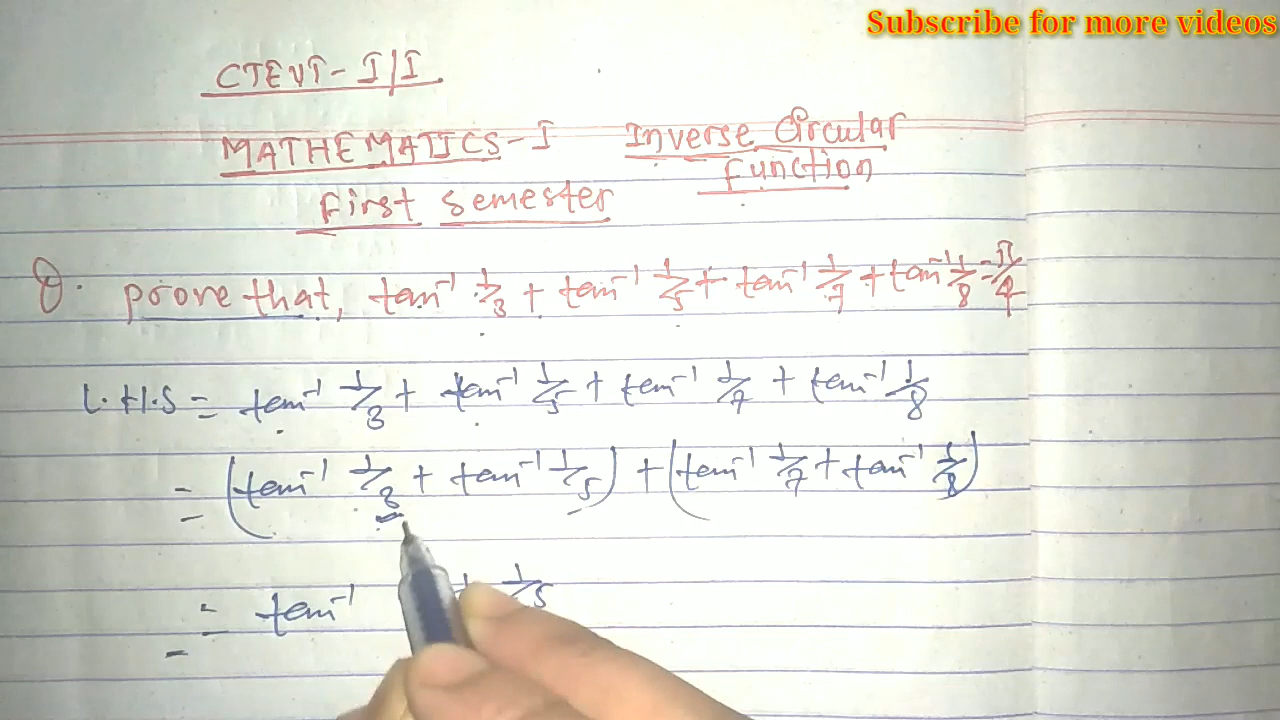 Subscribe for more videos
CTEVT - I/I
MATHEMATICS - I Inverse Circular
Function
First Semester
Q. prove that, tan⁻¹ 1/3 + tan⁻¹ 1/5 + tan⁻¹ 1/7 + tan⁻¹ 1/8 = π/4
L.H.S = tan⁻¹ 1/3 + tan⁻¹ 1/5 + tan⁻¹ 1/7 + tan⁻¹ 1/8
= (tan⁻¹ 1/3 + tan⁻¹ 1/5) + (tan⁻¹ 1/7 + tan⁻¹ 1/8)
= tan⁻¹ 1/5